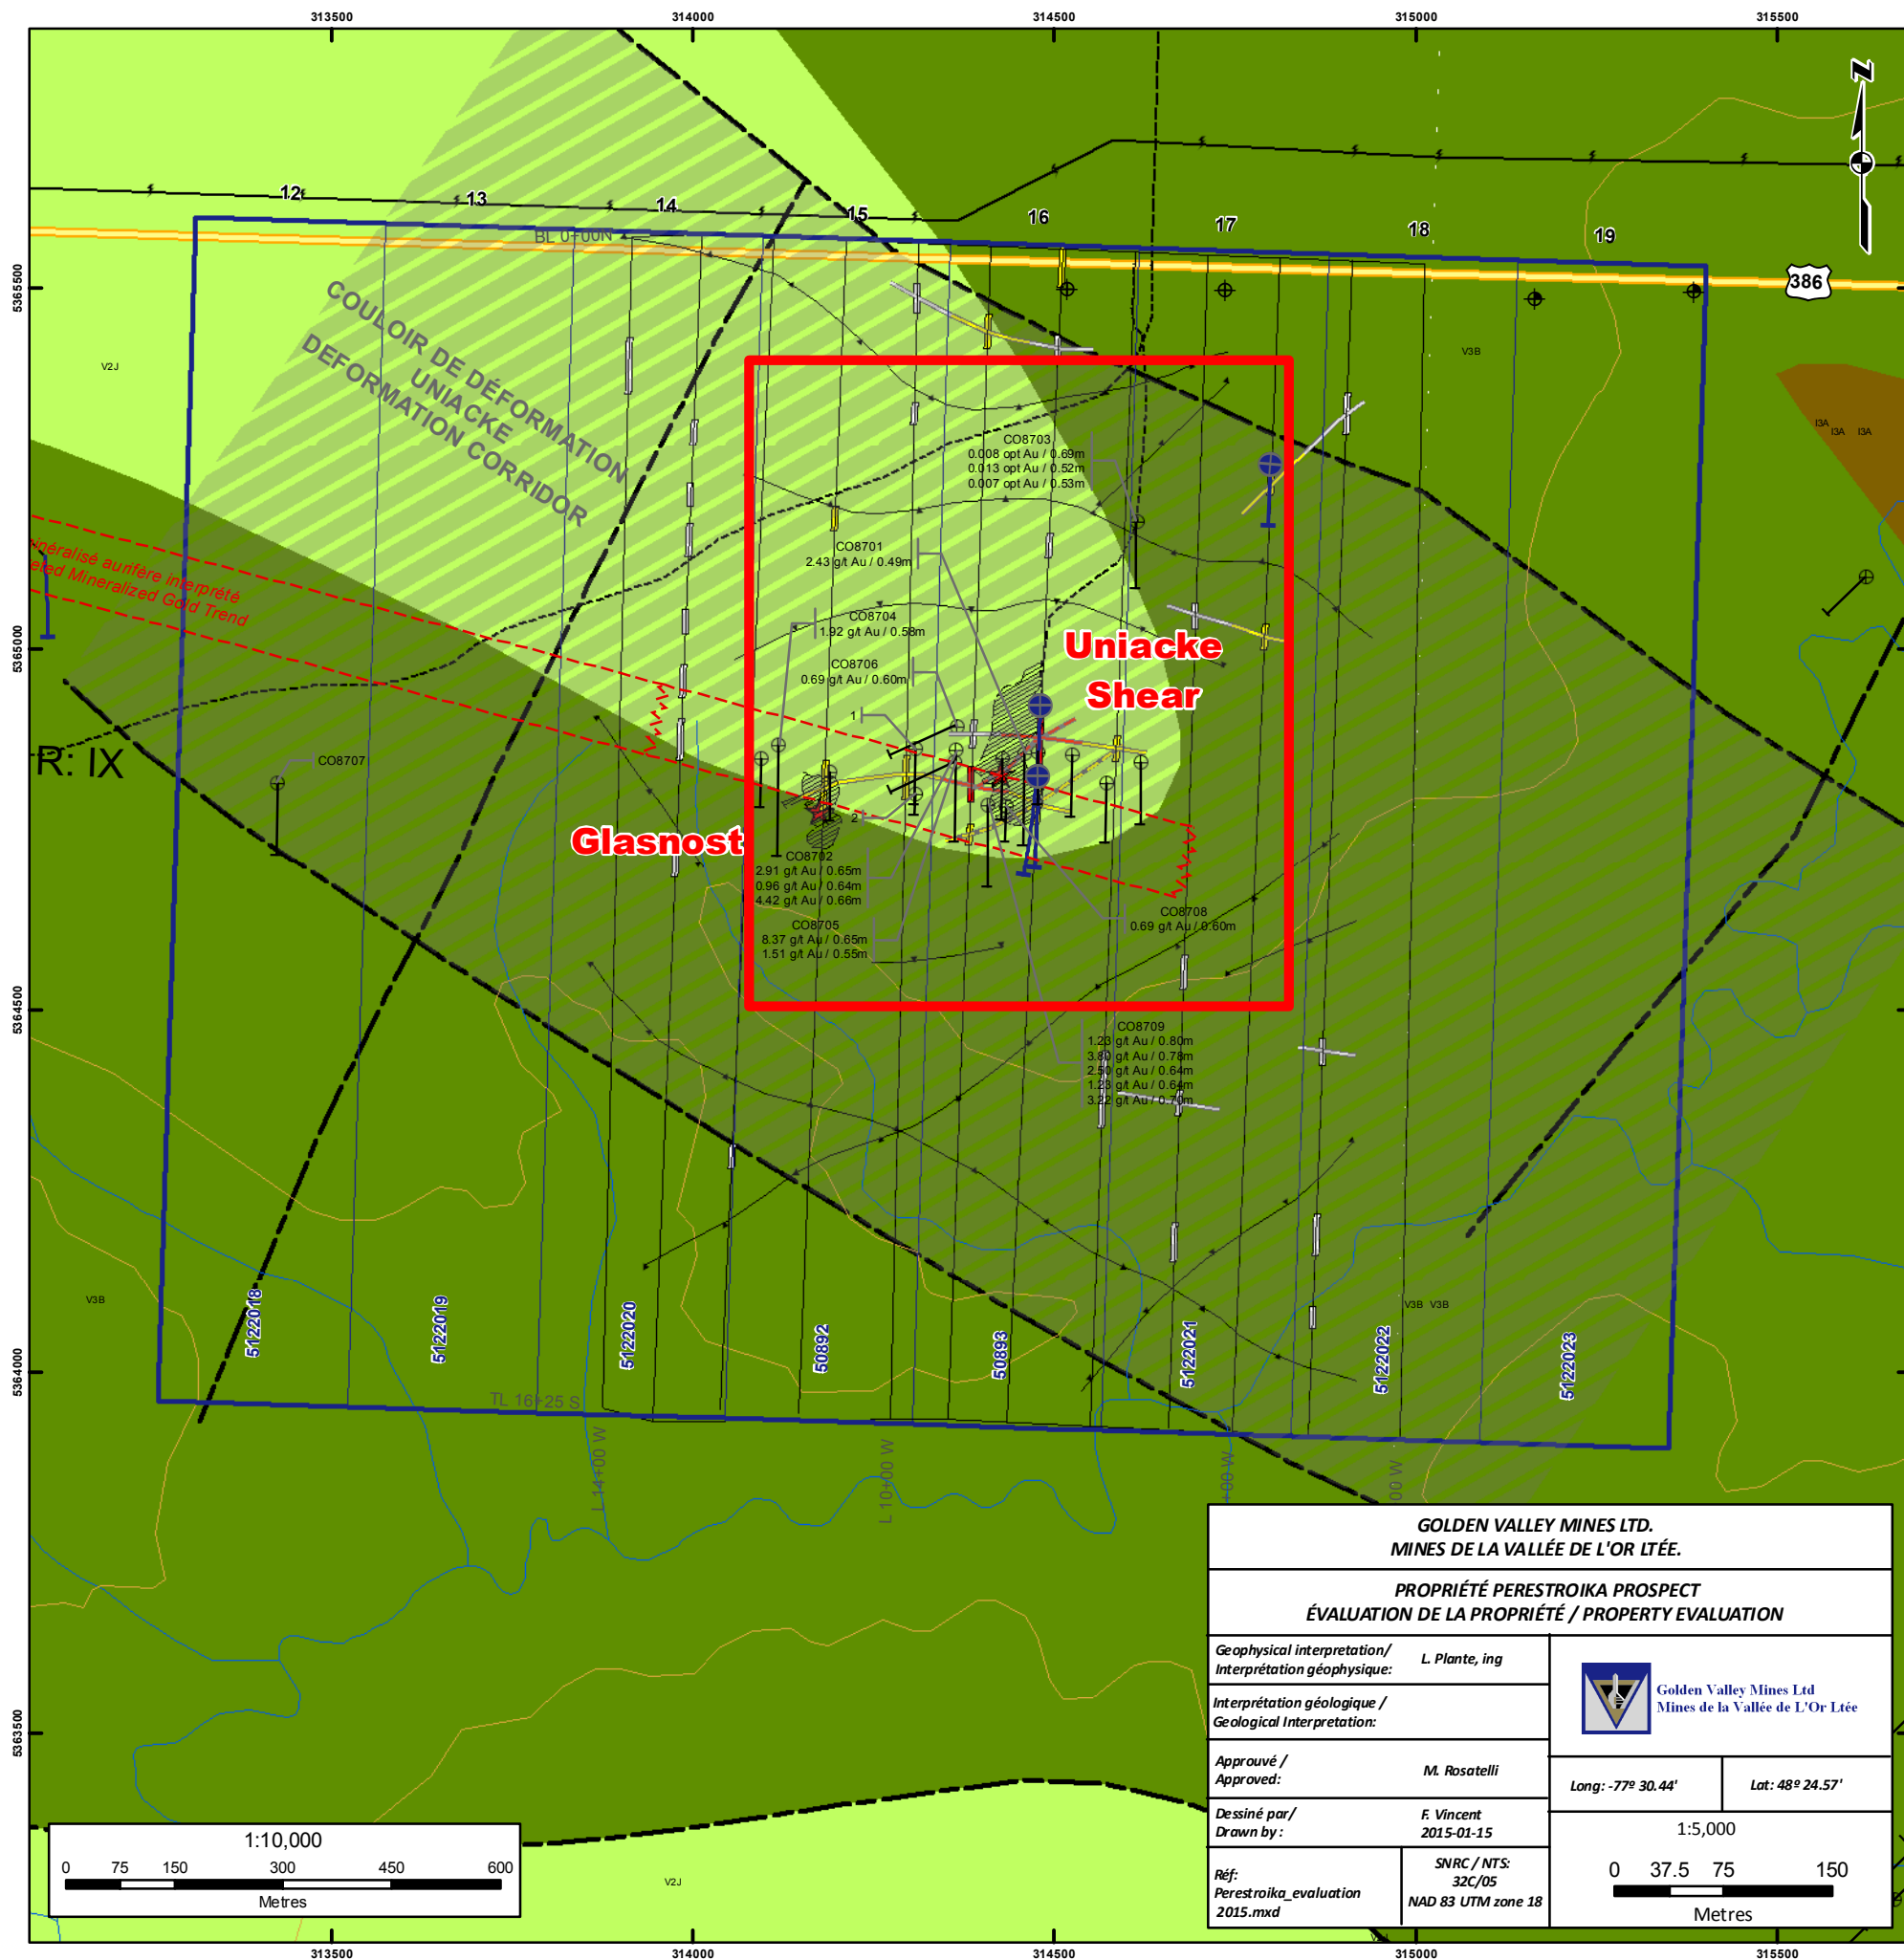 313500 314000 314500 315000 315500
12 13 14 15 16 17 18 19
BL 0+00N
386
5365500
5365000
5364500
5364000
5363500
N
COULOIR DE DÉFORMATION
UNIACKE
DEFORMATION CORRIDOR
V2J
V3B
I3A
I3A
I3A
CO8703
0.008 opt Au / 0.69m
0.013 opt Au / 0.52m
0.007 opt Au / 0.53m
CO8701
2.43 g/t Au / 0.49m
néralisé aurifère interprété
eted Mineralized Gold Trend
CO8704
1.92 g/t Au / 0.58m
CO8706
0.69 g/t Au / 0.60m
Uniacke
Shear
1
R: IX
CO8707
2
Glasnost
CO8702
2.91 g/t Au / 0.65m
0.96 g/t Au / 0.64m
4.42 g/t Au / 0.66m
CO8705
8.37 g/t Au / 0.65m
1.51 g/t Au / 0.55m
CO8708
0.69 g/t Au / 0.60m
CO8709
1.23 g/t Au / 0.80m
3.80 g/t Au / 0.78m
2.50 g/t Au / 0.64m
1.23 g/t Au / 0.64m
3.22 g/t Au / 0.70m
V3B
V3B V3B
5122018
5122019
5122020
50892
50893
5122021
5122022
5122023
TL 16+25 S
L 14+00 W
L 10+00 W
+00 W
00 W
V2J
1:10,000
0 75 150 300 450 600
Metres
GOLDEN VALLEY MINES LTD.
MINES DE LA VALLÉE DE L'OR LTÉE.
PROPRIÉTÉ PERESTROIKA PROSPECT
ÉVALUATION DE LA PROPRIÉTÉ / PROPERTY EVALUATION
Geophysical interpretation/
Interprétation géophysique:
L. Plante, ing
Interprétation géologique /
Geological Interpretation:
Approuvé /
Approved:
M. Rosatelli
Dessiné par/
Drawn by :
F. Vincent
2015-01-15
Réf:
Perestroika_evaluation
2015.mxd
SNRC / NTS:
32C/05
NAD 83 UTM zone 18
Golden Valley Mines Ltd
Mines de la Vallée de L'Or Ltée
Long: -77º 30.44'
Lat: 48º 24.57'
1:5,000
0 37.5 75 150
Metres
313500 314000 314500 315000 315500